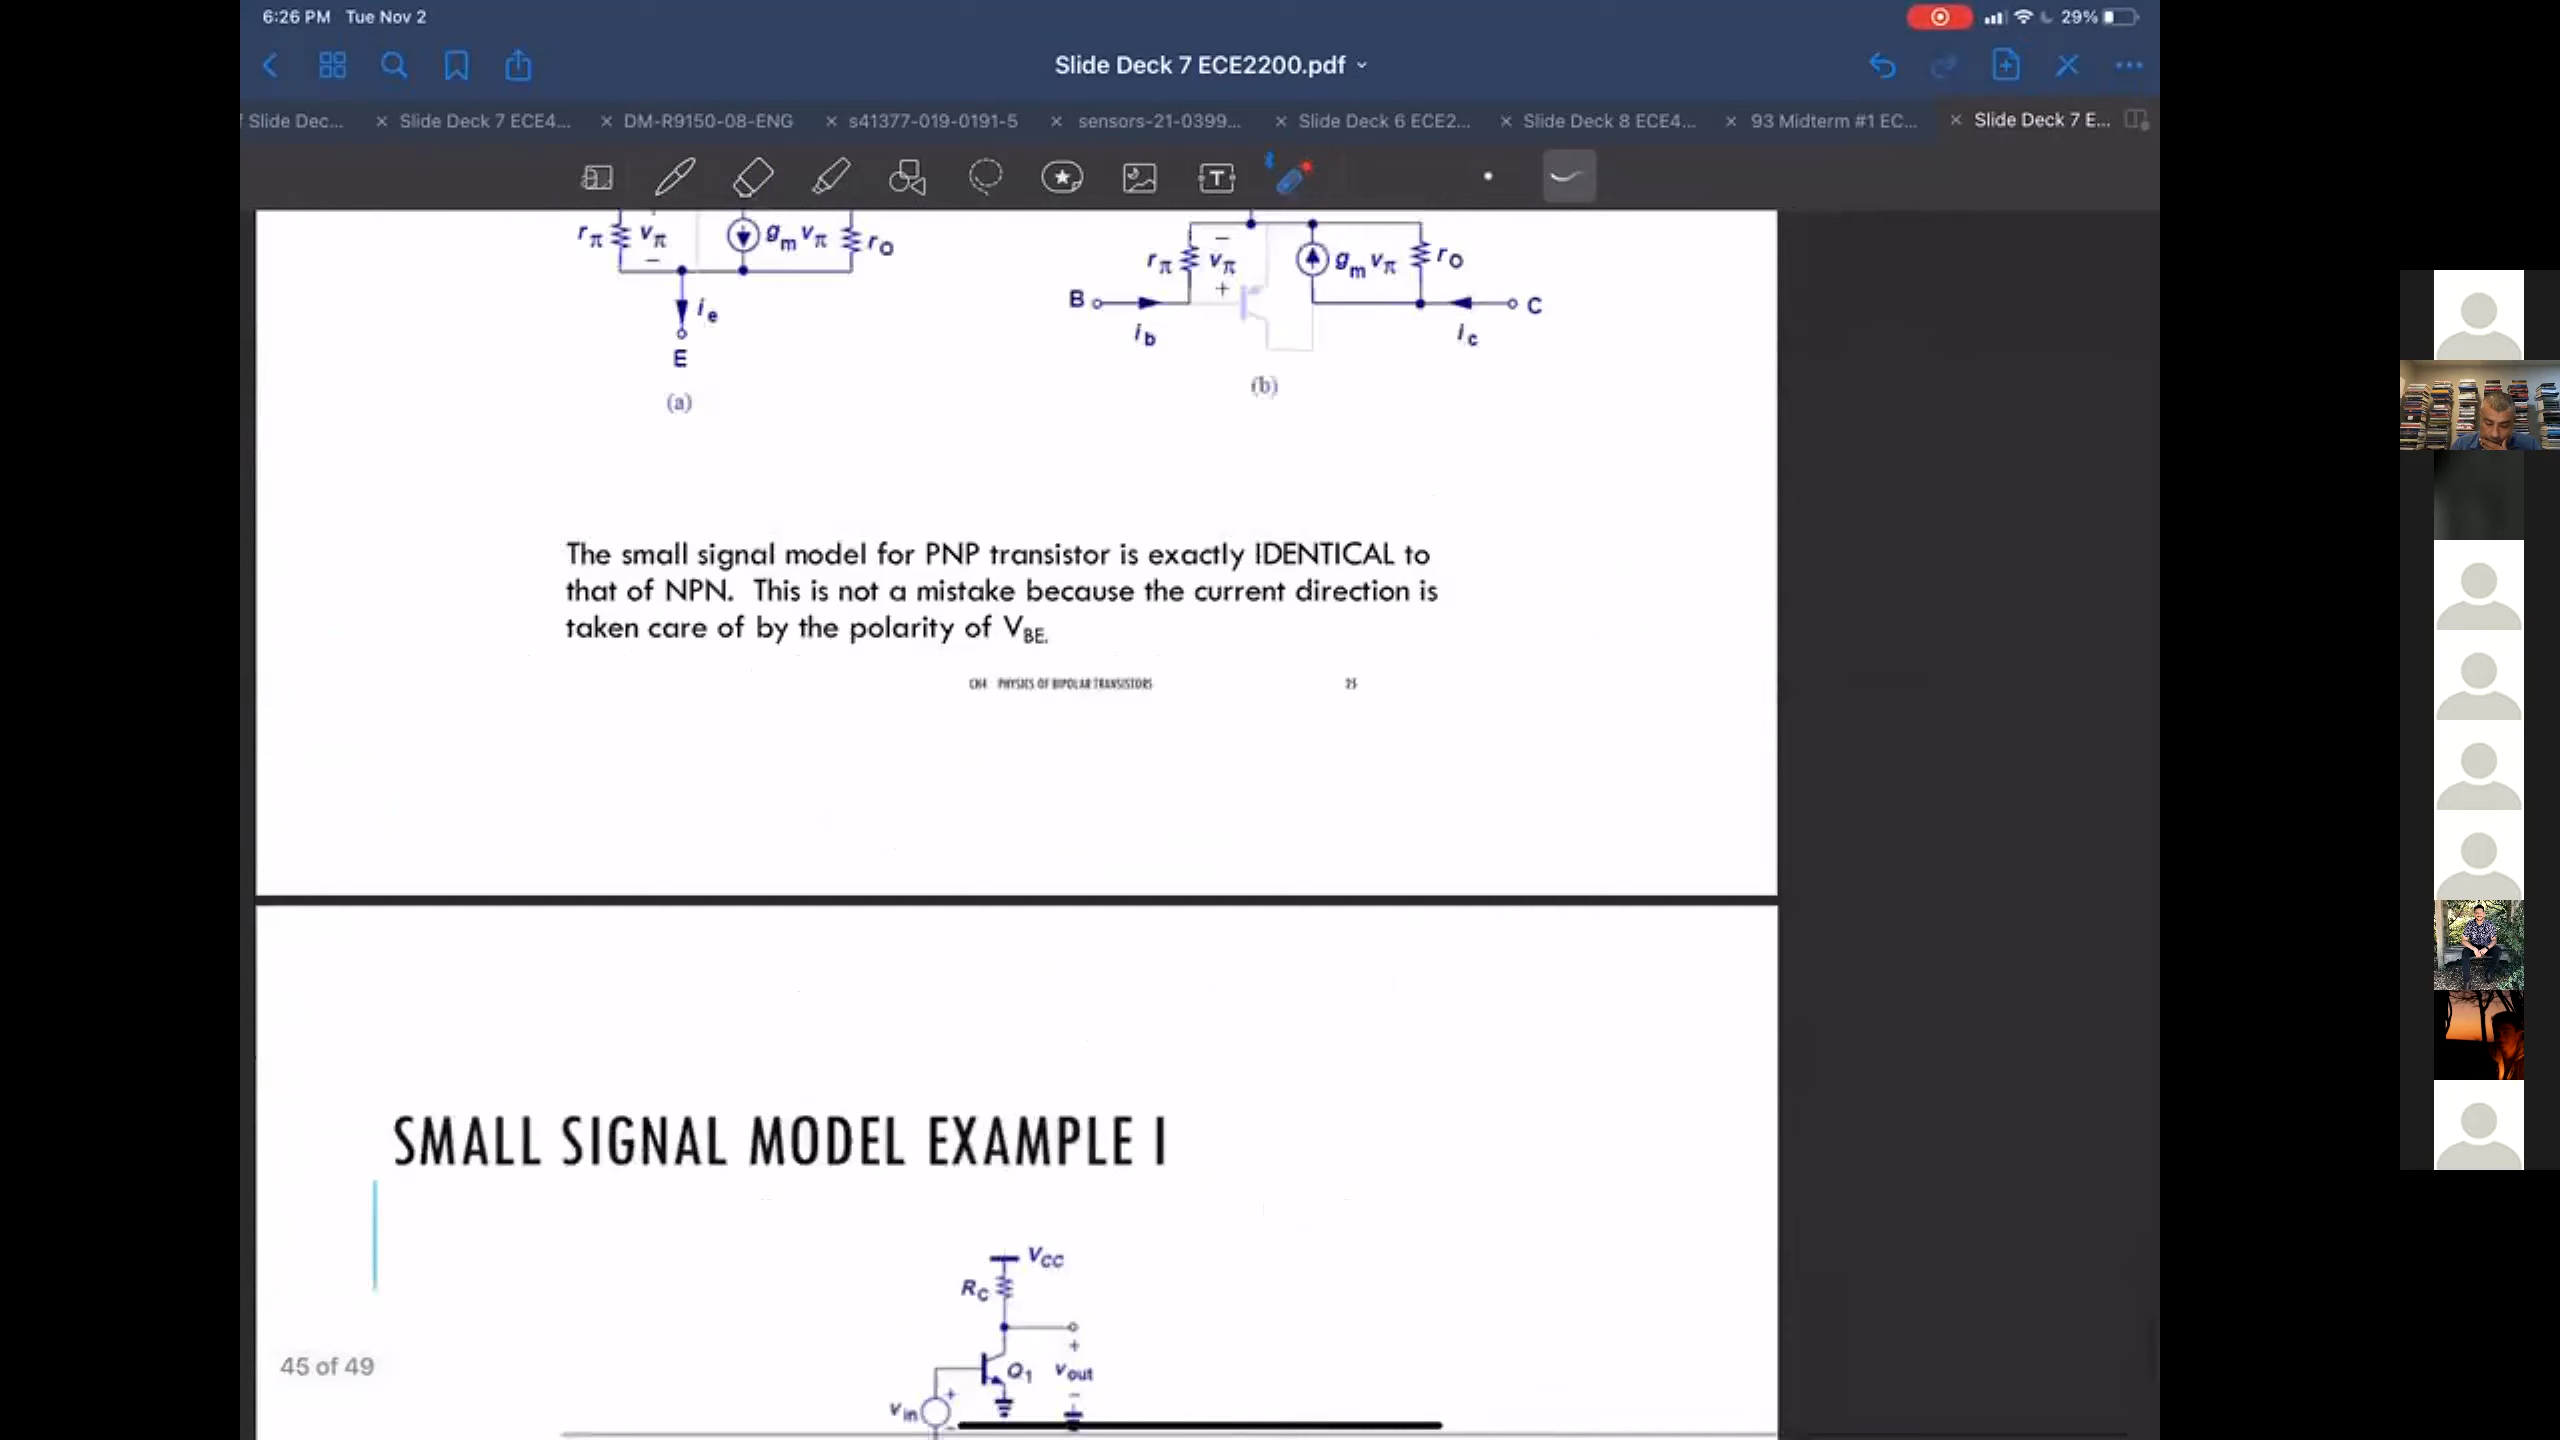 6:26 PM Tue Nov 2
29%
Slide Deck 7 ECE2200.pdf
f Slide Dec...
Slide Deck 7 ECE4...
DM-R9150-08-ENG
s41377-019-0191-5
sensors-21-0399...
Slide Deck 6 ECE2...
Slide Deck 8 ECE4...
93 Midterm #1 EC...
Slide Deck 7 E...
rπ vπ − gm vπ rO
ie
E
(a)
rπ − vπ + gm vπ rO
B C
ib ic
(b)
The small signal model for PNP transistor is exactly IDENTICAL to
that of NPN. This is not a mistake because the current direction is
taken care of by the polarity of VBE.
CH4 PHYSICS OF BIPOLAR TRANSISTORS 25
SMALL SIGNAL MODEL EXAMPLE I
VCC
RC
+
Q1 vout
−
vin + −
45 of 49